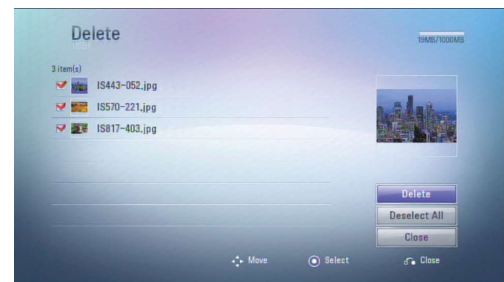 Delete
19MB/1000MB
3 item(s)
IS443-052.jpg
IS570-221.jpg
IS817-403.jpg
Delete
Deselect All
Close
Move
Select
Close